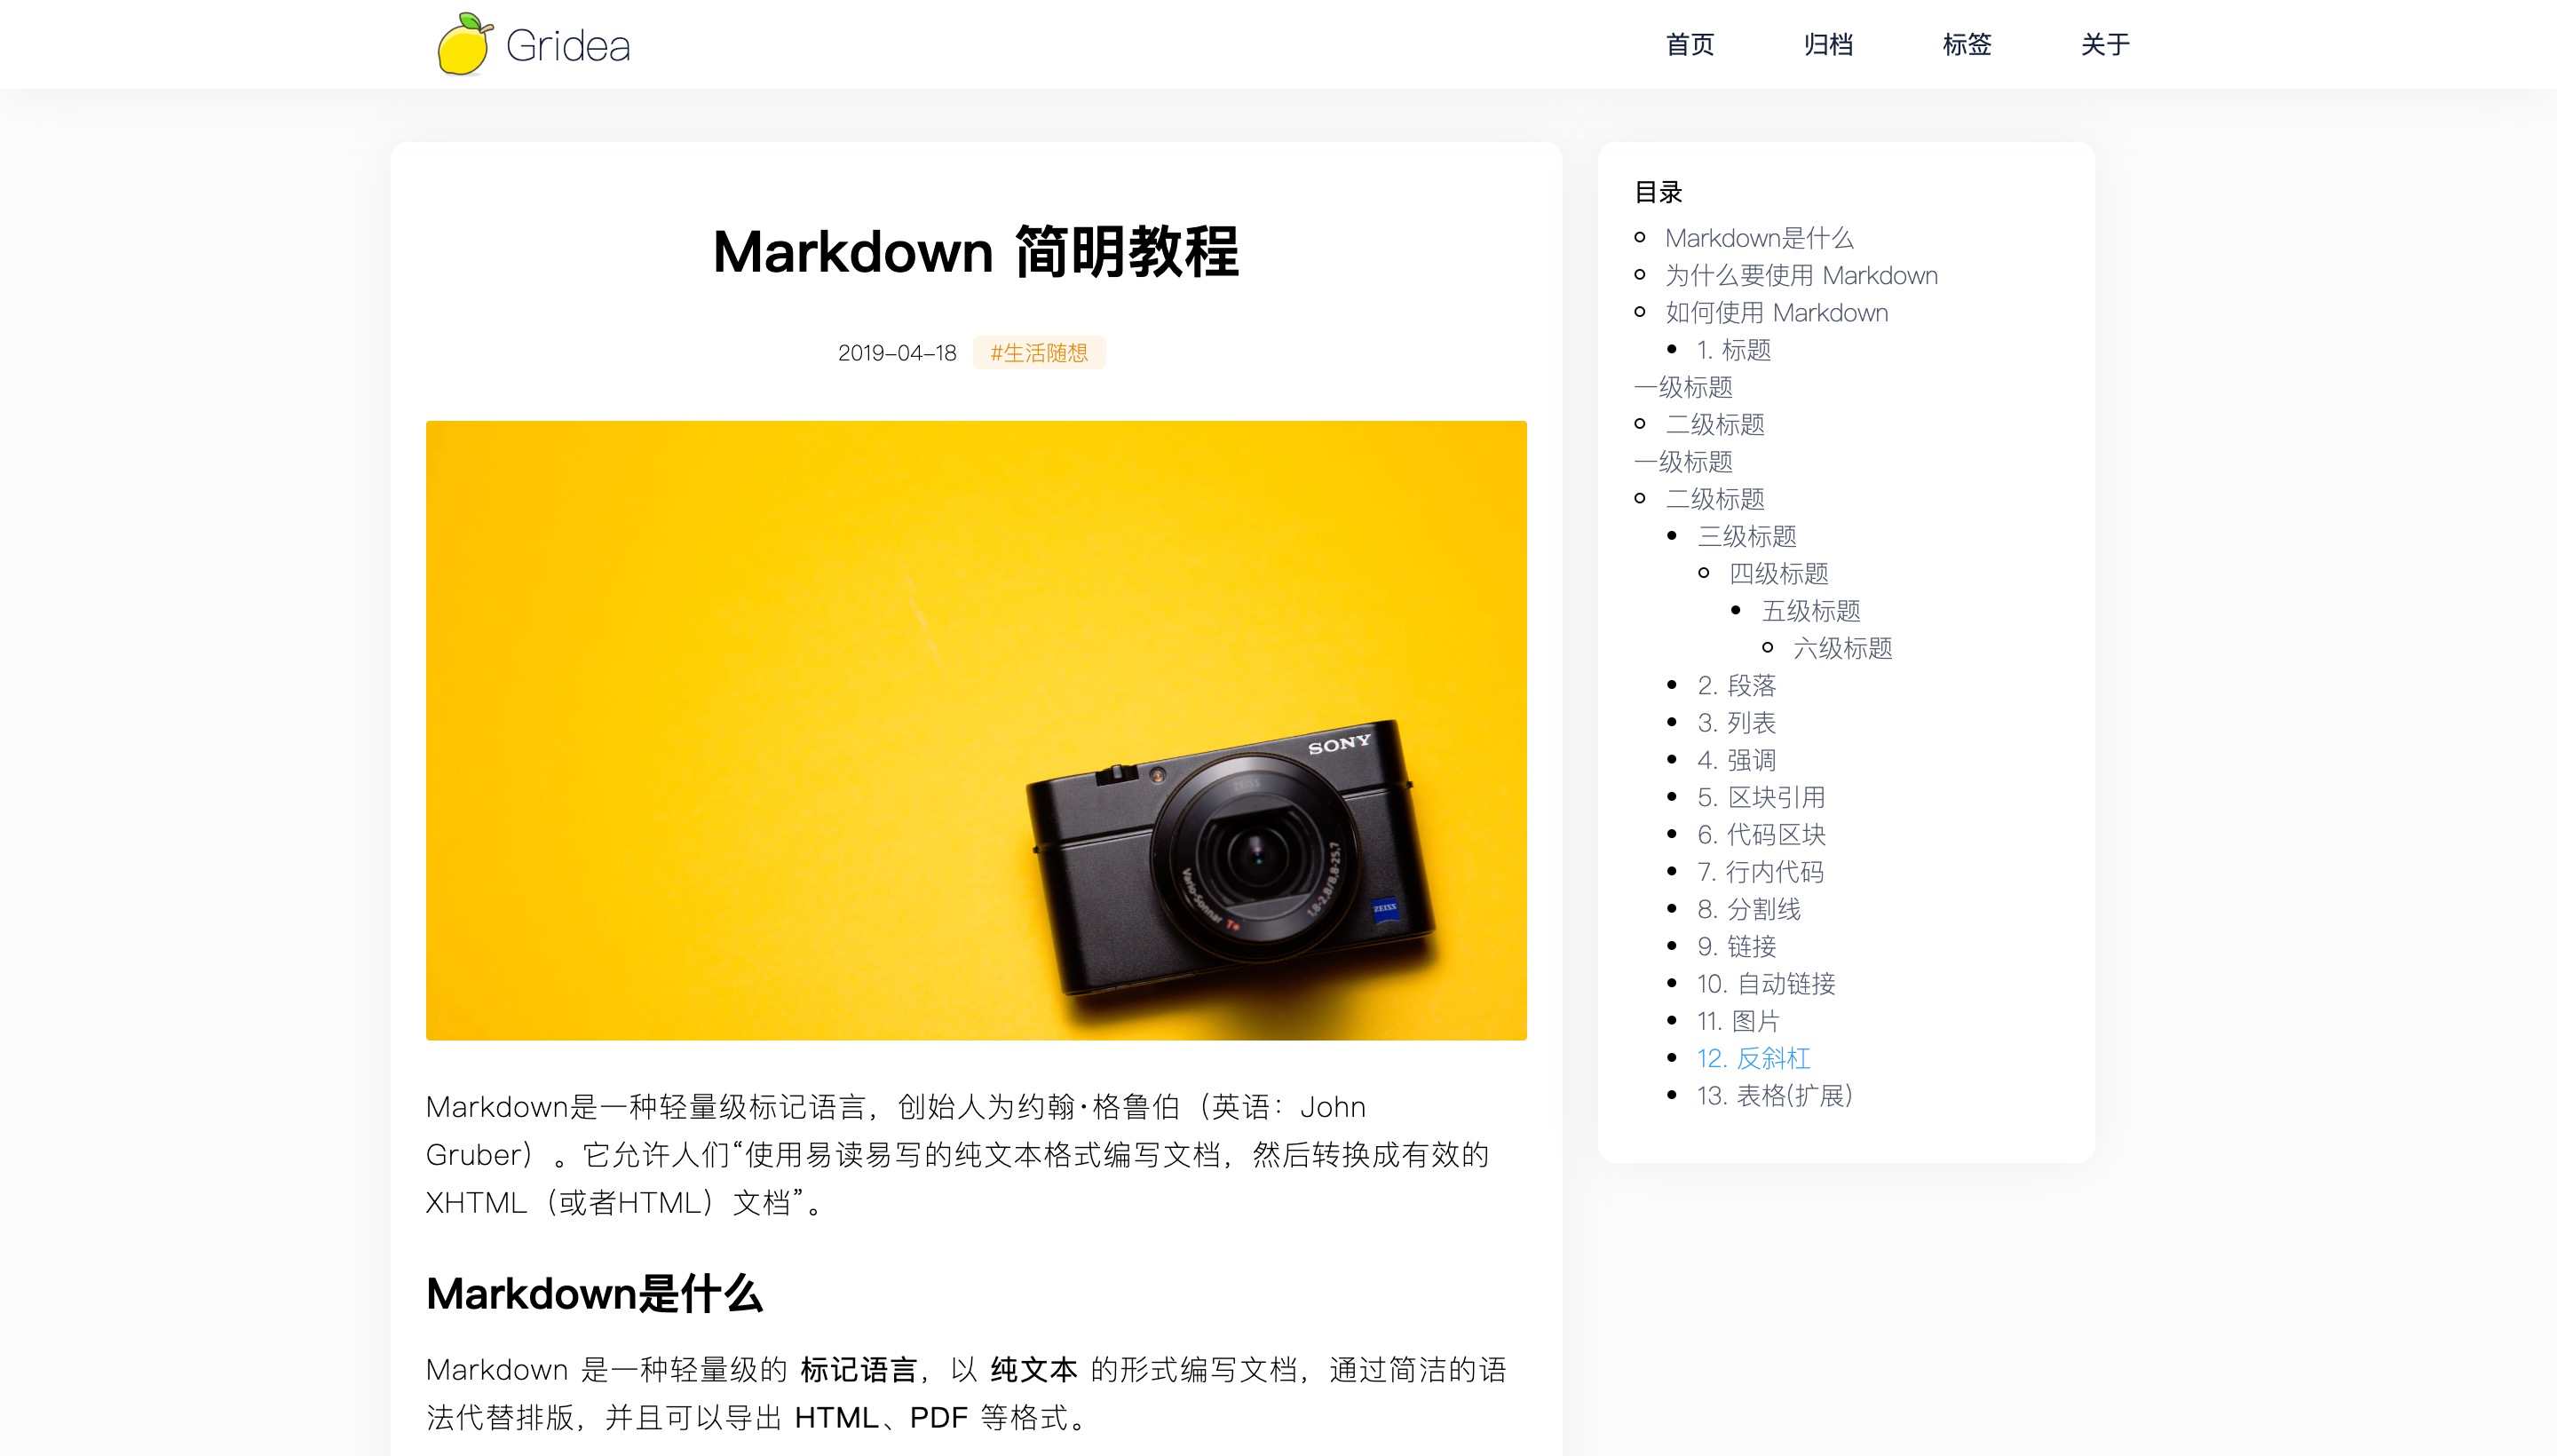 Gridea
首页 归档 标签 关于
Markdown 简明教程
2019-04-18 #生活随想
SONY
ZEISS
Vario-Sonnar T*
1,8-2,8/8,8-25,7
ZEISS
Markdown是一种轻量级标记语言，创始人为约翰·格鲁伯（英语：John
Gruber）。它允许人们“使用易读易写的纯文本格式编写文档，然后转换成有效的
XHTML（或者HTML）文档”。
Markdown是什么
Markdown 是一种轻量级的 标记语言，以 纯文本 的形式编写文档，通过简洁的语
法代替排版，并且可以导出 HTML、PDF 等格式。
目录
Markdown是什么
为什么要使用 Markdown
如何使用 Markdown
1. 标题
一级标题
二级标题
一级标题
二级标题
三级标题
四级标题
五级标题
六级标题
2. 段落
3. 列表
4. 强调
5. 区块引用
6. 代码区块
7. 行内代码
8. 分割线
9. 链接
10. 自动链接
11. 图片
12. 反斜杠
13. 表格(扩展)